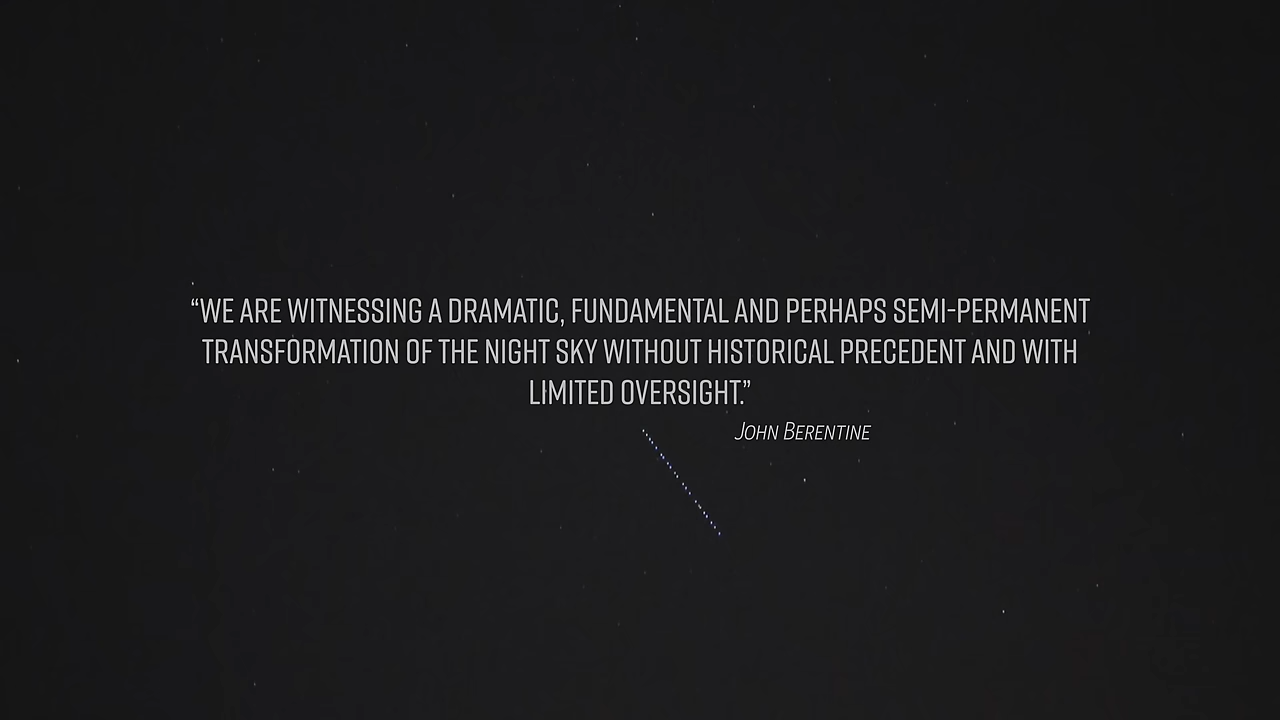 “WE ARE WITNESSING A DRAMATIC, FUNDAMENTAL AND PERHAPS SEMI-PERMANENT
TRANSFORMATION OF THE NIGHT SKY WITHOUT HISTORICAL PRECEDENT AND WITH
LIMITED OVERSIGHT.”
JOHN BERENTINE